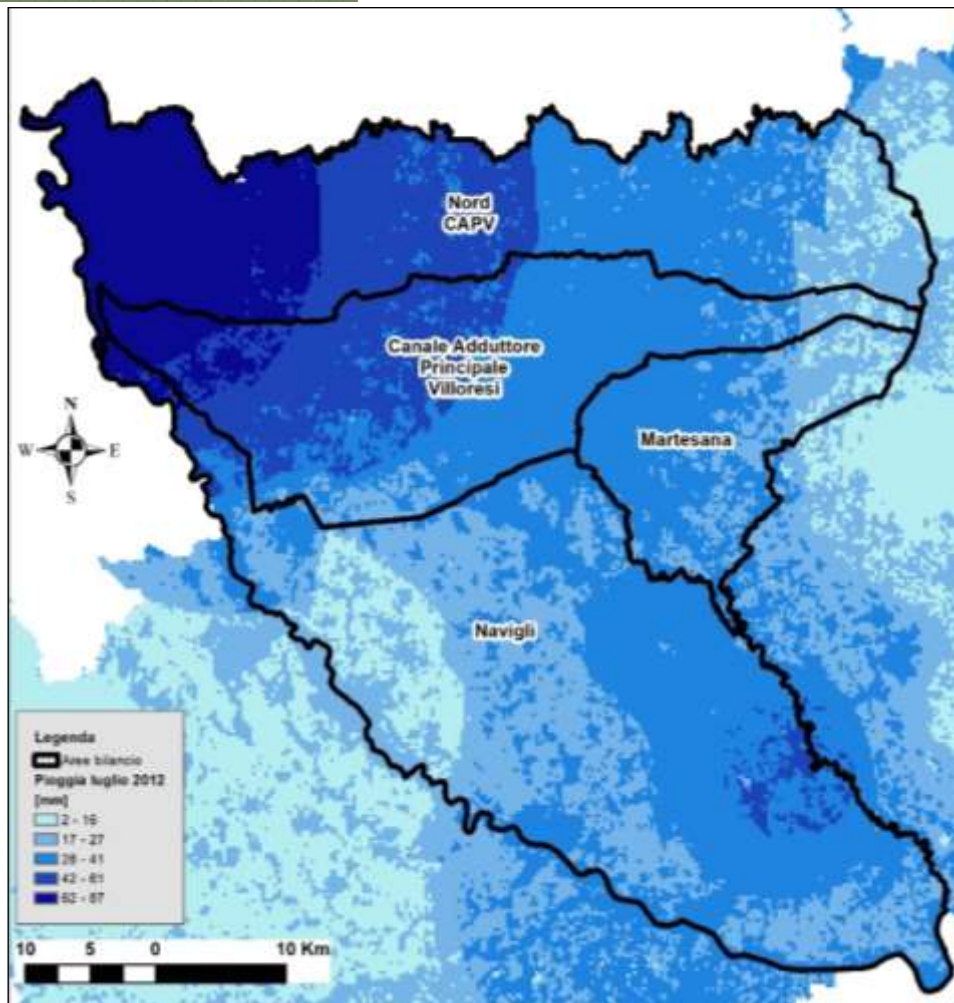 Nord
CAPV
Canale Adduttore
Principale
Villoresi
Martesana
Navigli
N
W E
S
Legenda
Aree bilancio
Pioggia luglio 2012
[mm]
2 - 16
17 - 27
28 - 41
42 - 61
62 - 87
10 5 0 10 Km